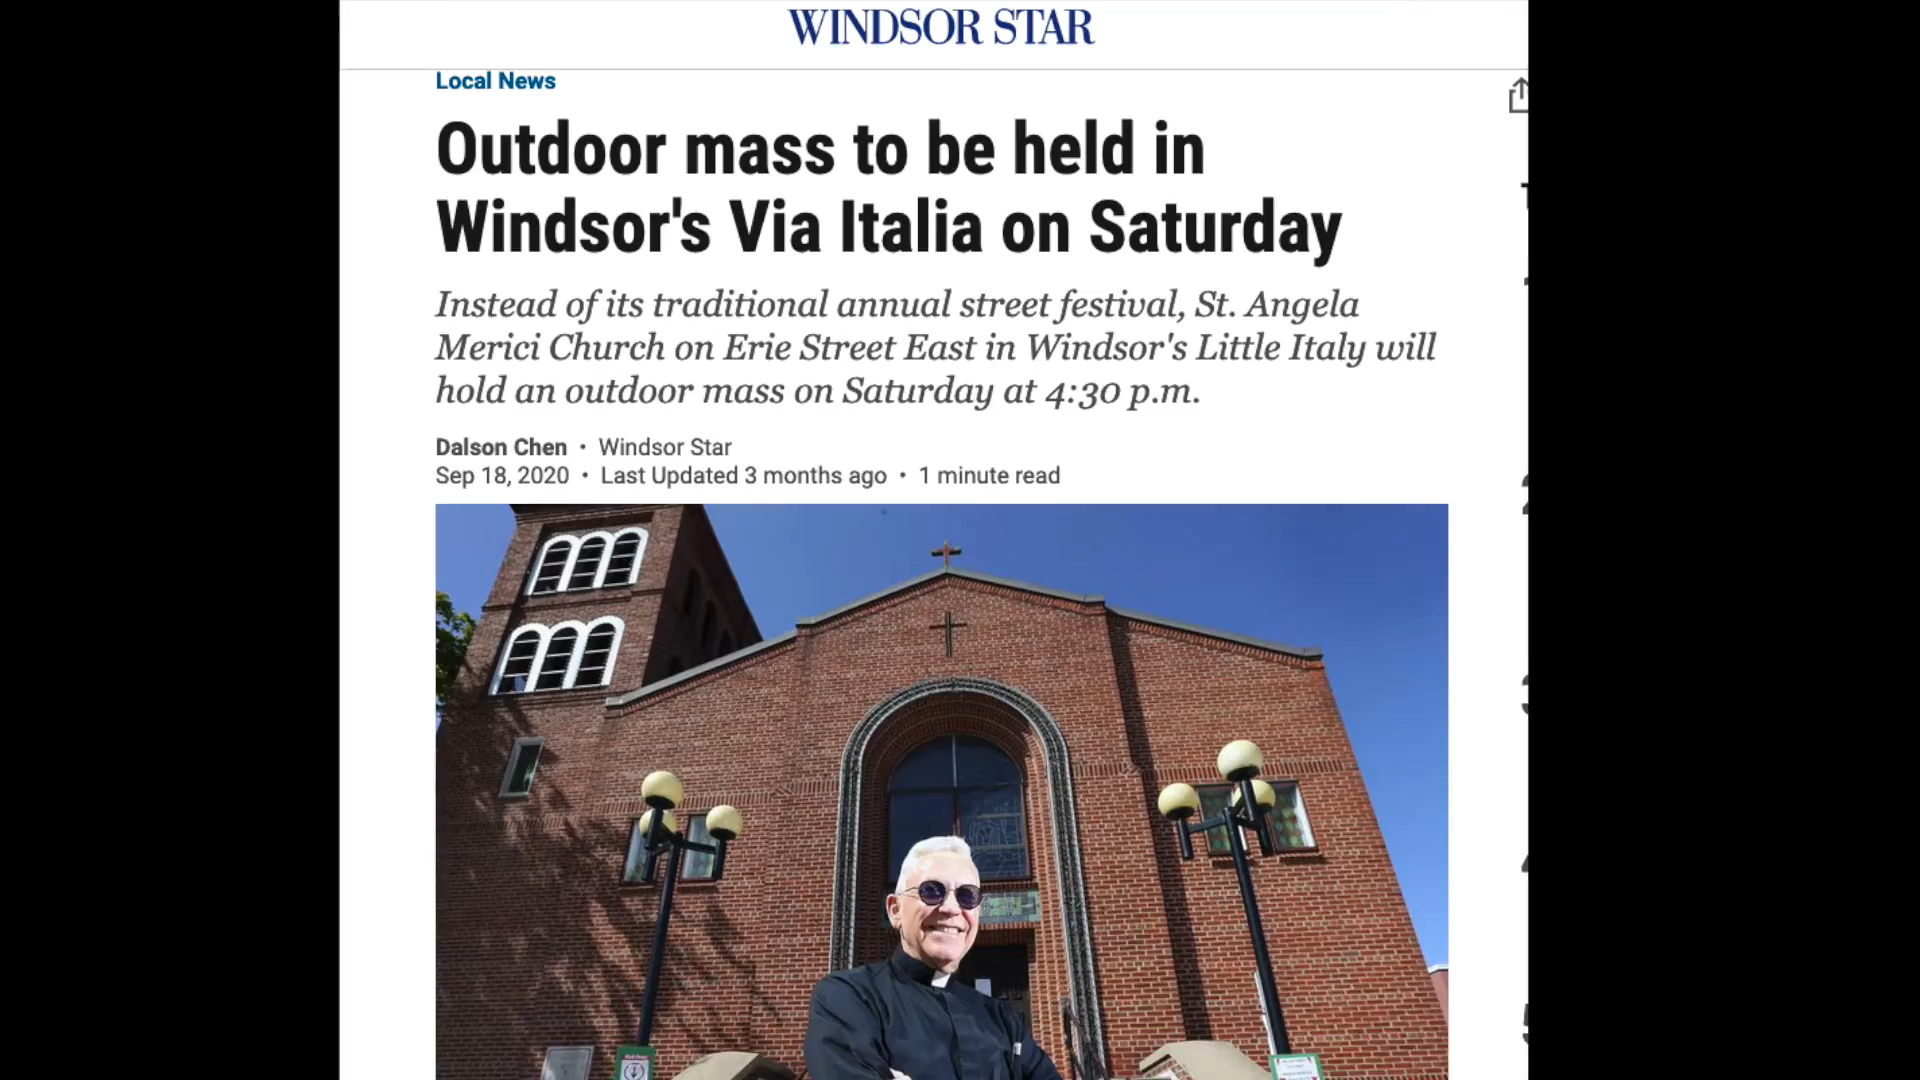 WINDSOR STAR
Local News
Outdoor mass to be held in
Windsor's Via Italia on Saturday
Instead of its traditional annual street festival, St. Angela
Merici Church on Erie Street East in Windsor's Little Italy will
hold an outdoor mass on Saturday at 4:30 p.m.
Dalson Chen • Windsor Star
Sep 18, 2020 • Last Updated 3 months ago • 1 minute read